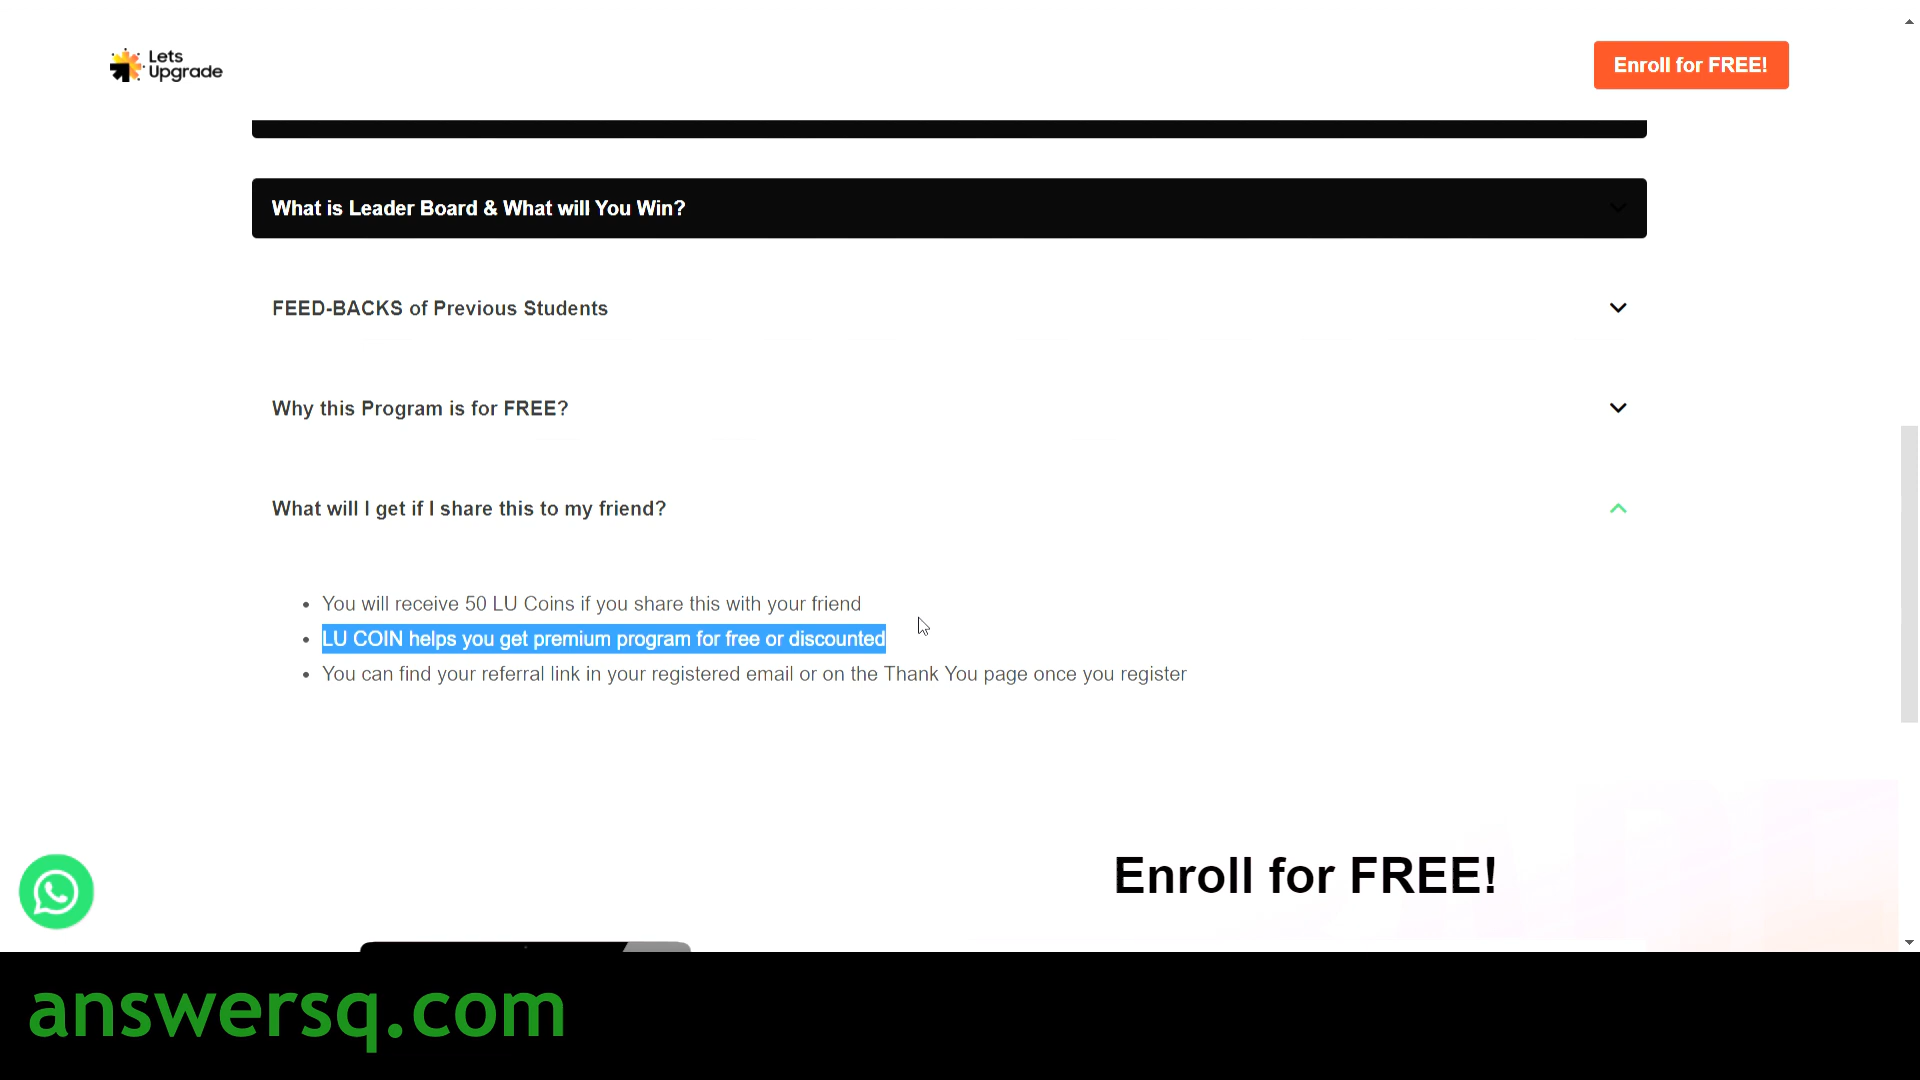 Lets
Upgrade
Enroll for FREE!
What is Leader Board & What will You Win?
FEED-BACKS of Previous Students
Why this Program is for FREE?
What will I get if I share this to my friend?
You will receive 50 LU Coins if you share this with your friend
LU COIN helps you get premium program for free or discounted
You can find your referral link in your registered email or on the Thank You page once you register
Enroll for FREE!
answersq.com